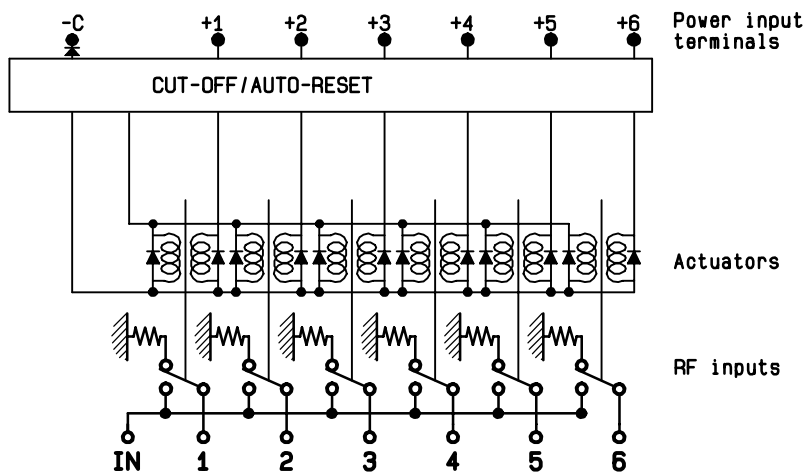 -C +1 +2 +3 +4 +5 +6 Power input
terminals
CUT-OFF/AUTO-RESET
Actuators
RF inputs
IN 1 2 3 4 5 6